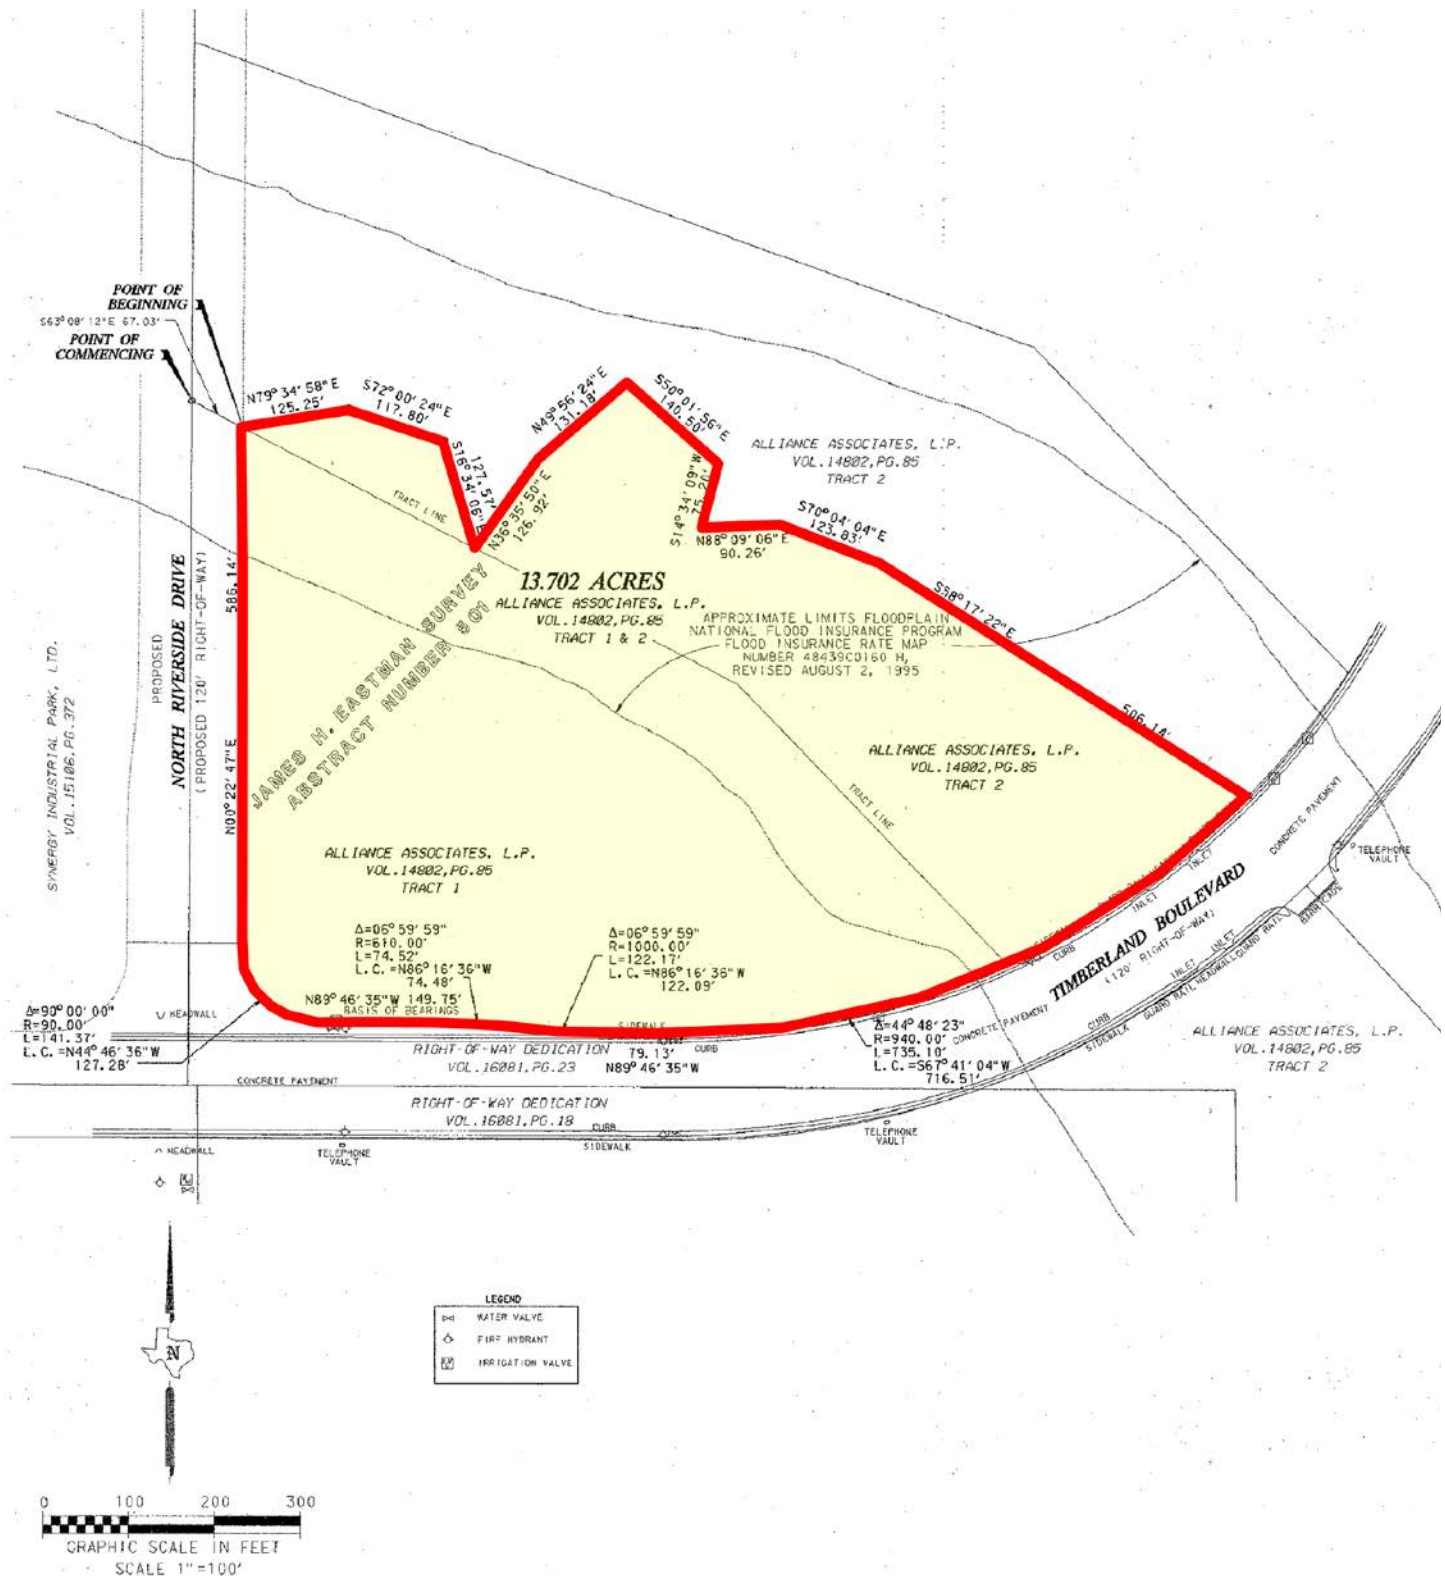 POINT OF
BEGINNING
S63°08'12"E 67.03'
POINT OF
COMMENCING
N79°34'58"E
125.25'
S72°00'24"E
117.80'
S16°34'06"E
127.57'
N36°35'50"E
126.92'
N49°56'24"E
131.18'
S50°01'56"E
140.50'
S14°34'09"W
75.20'
N88°09'06"E
90.26'
S70°04'04"E
123.83'
S58°17'22"E
506.14'
ALLIANCE ASSOCIATES, L.P.
VOL.14802,PG.85
TRACT 2
TRACT LINE
13.702 ACRES
ALLIANCE ASSOCIATES, L.P.
VOL.14802,PG.85
TRACT 1 & 2
APPROXIMATE LIMITS FLOODPLAIN
NATIONAL FLOOD INSURANCE PROGRAM
FLOOD INSURANCE RATE MAP
NUMBER 48439C0160 H,
REVISED AUGUST 2, 1995
JAMES H. EASTMAN SURVEY
ABSTRACT NUMBER 501
SYNERGY INDUSTRIAL PARK, LTD.
VOL.15106,PG.372
PROPOSED
NORTH RIVERSIDE DRIVE
(PROPOSED 120' RIGHT-OF-WAY)
N00°22'47"E
586.14'
ALLIANCE ASSOCIATES, L.P.
VOL.14802,PG.85
TRACT 2
TRACT LINE
ALLIANCE ASSOCIATES, L.P.
VOL.14802,PG.85
TRACT 1
Δ=06°59'59"
R=610.00'
L=74.52'
L.C.=N86°16'36"W
74.48'
Δ=06°59'59"
R=1000.00'
L=122.17'
L.C.=N86°16'36"W
122.09'
N89°46'35"W 149.75'
BASIS OF BEARINGS
Δ=90°00'00"
R=90.00'
L=141.37'
L.C.=N44°46'36"W
127.28'
HEADWALL
SIDEWALK
CURB
RIGHT-OF-WAY DEDICATION
VOL.16081,PG.23
79.13'
N89°46'35"W
Δ=44°48'23"
R=940.00'
L=735.10'
L.C.=S67°41'04"W
716.51'
TIMBERLAND BOULEVARD
(120' RIGHT-OF-WAY)
CONCRETE PAVEMENT
CONCRETE PAVEMENT
CURB
INLET
INLET
INLET
INLET
CURB
SIDEWALK
GUARD RAIL
HEADWALL
GUARD RAIL
BARRICADE
TELEPHONE
VAULT
ALLIANCE ASSOCIATES, L.P.
VOL.14802,PG.85
TRACT 2
CONCRETE PAVEMENT
RIGHT-OF-WAY DEDICATION
VOL.16081,PG.18
CURB
SIDEWALK
HEADWALL
TELEPHONE
VAULT
TELEPHONE
VAULT
N
LEGEND
WATER VALVE
FIRE HYDRANT
IRRIGATION VALVE
0 100 200 300
GRAPHIC SCALE IN FEET
SCALE 1"=100'